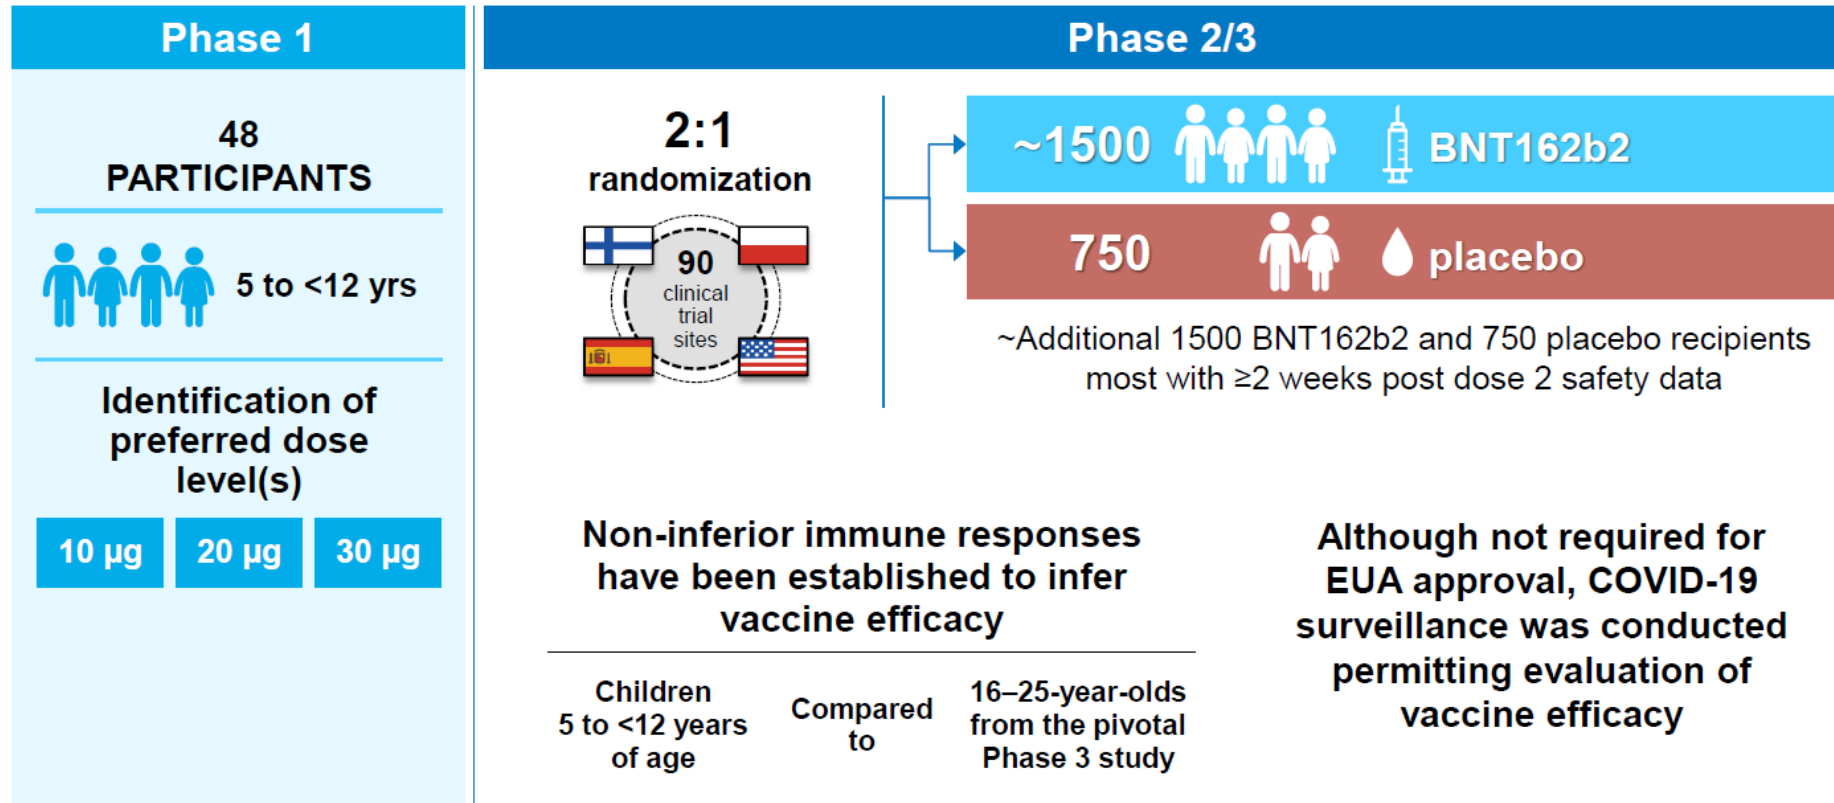 Phase 1
48
PARTICIPANTS
5 to <12 yrs
Identification of
preferred dose
level(s)
10 µg
20 µg
30 µg
Phase 2/3
2:1
randomization
90
clinical
trial
sites
~1500
BNT162b2
750
placebo
~Additional 1500 BNT162b2 and 750 placebo recipients
most with ≥2 weeks post dose 2 safety data
Non-inferior immune responses
have been established to infer
vaccine efficacy
Children
5 to <12 years
of age
Compared
to
16–25-year-olds
from the pivotal
Phase 3 study
Although not required for
EUA approval, COVID-19
surveillance was conducted
permitting evaluation of
vaccine efficacy